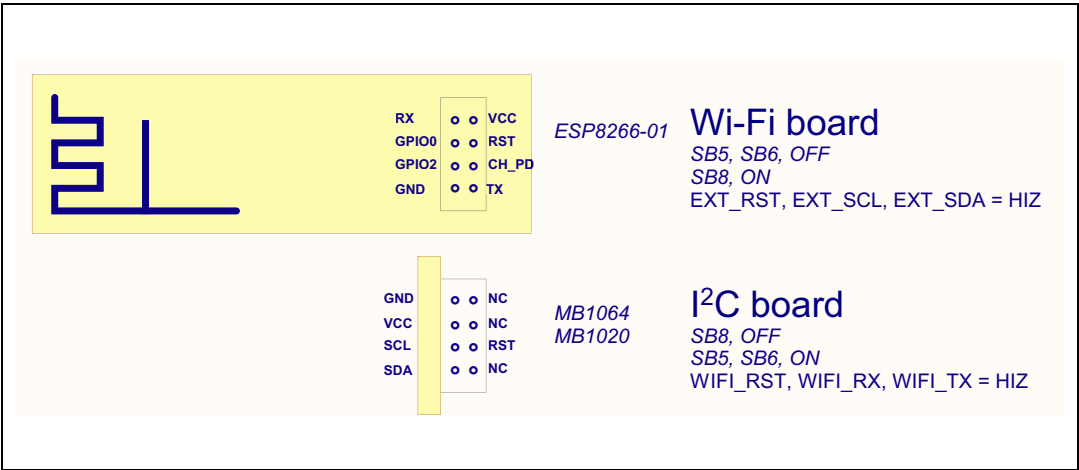 RX VCC
GPIO0 RST
GPIO2 CH_PD
GND TX
ESP8266-01
Wi-Fi board
SB5, SB6, OFF
SB8, ON
EXT_RST, EXT_SCL, EXT_SDA = HIZ
GND NC
VCC NC
SCL RST
SDA NC
MB1064
MB1020
I²C board
SB8, OFF
SB5, SB6, ON
WIFI_RST, WIFI_RX, WIFI_TX = HIZ